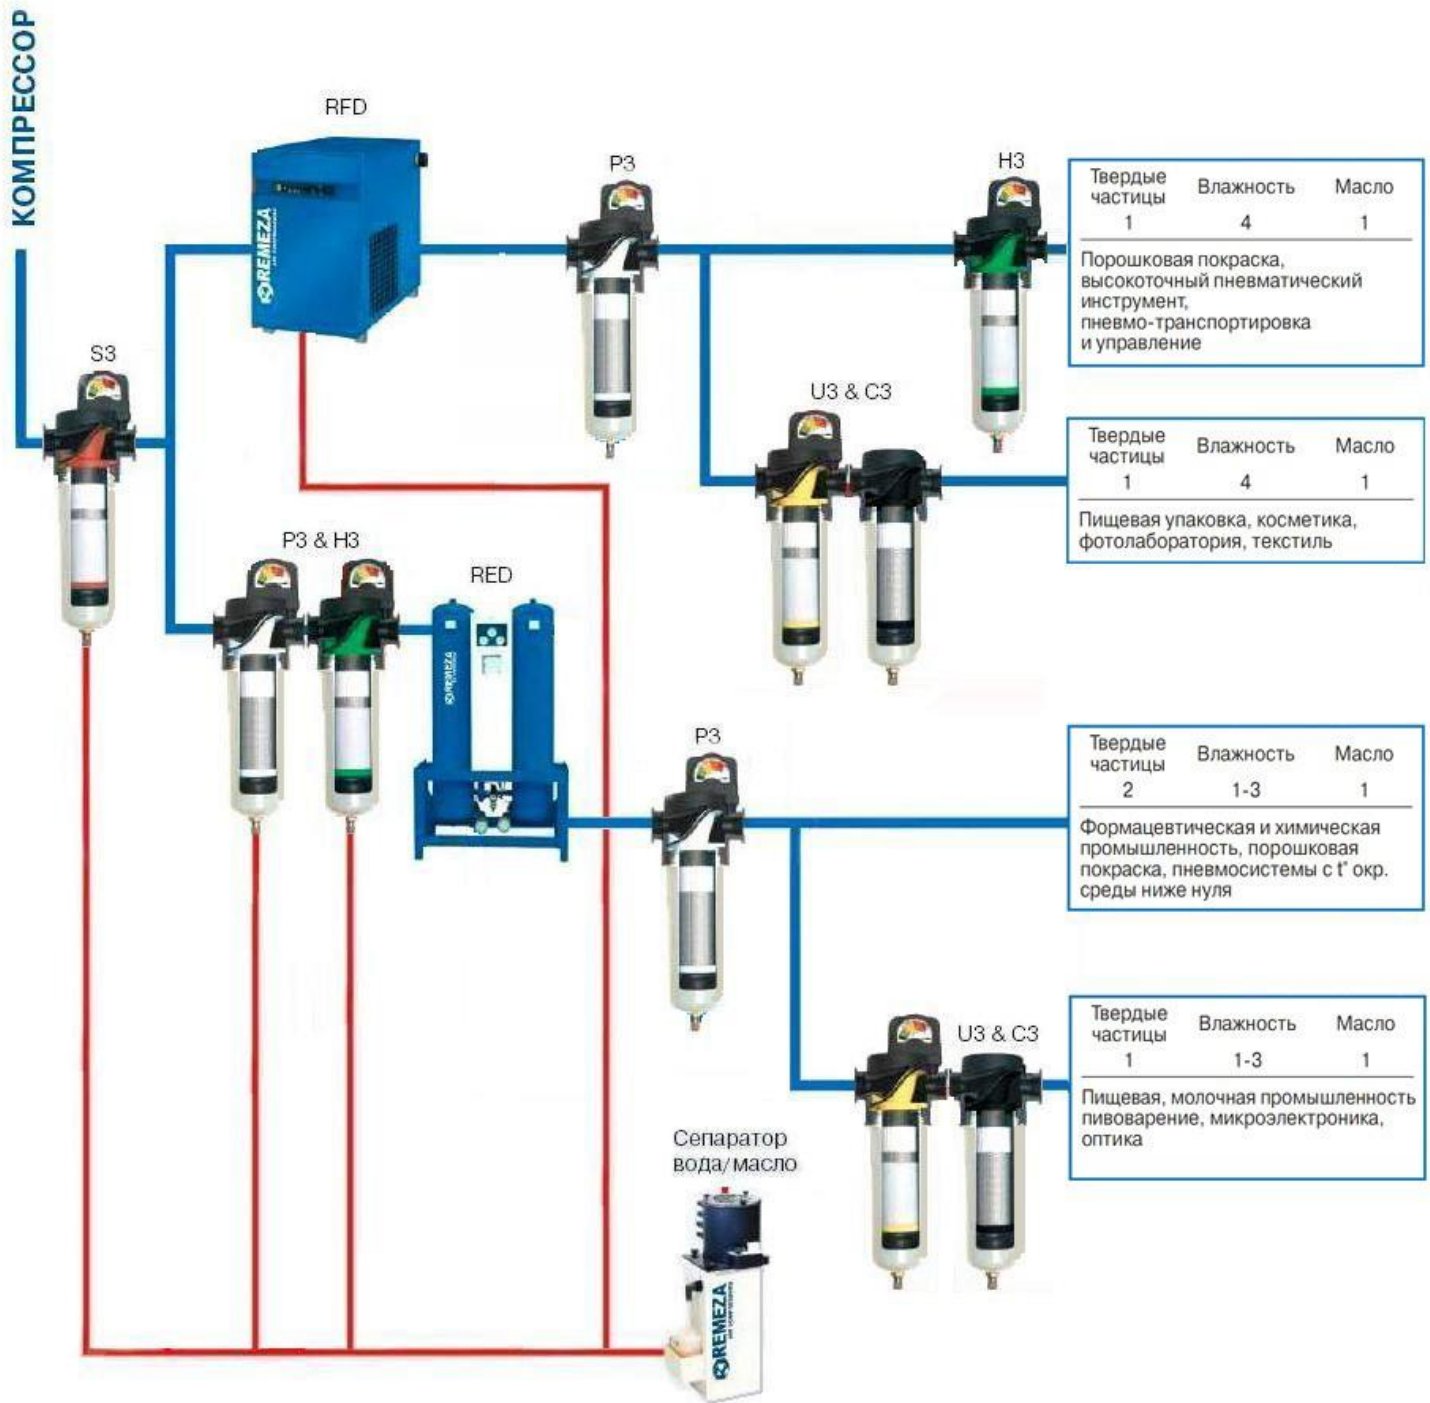 КОМПРЕССОР
RFD
REMEZA
P3
H3
Твердые частицы Влажность Масло
1 4 1
Порошковая покраска,
высокоточный пневматический
инструмент,
пневмо-транспортировка
и управление
S3
U3 & C3
Твердые частицы Влажность Масло
1 4 1
Пищевая упаковка, косметика,
фотолаборатория, текстиль
P3 & H3
RED
REMEZA
P3
Твердые частицы Влажность Масло
2 1-3 1
Формацевтическая и химическая
промышленность, порошковая
покраска, пневмосистемы с t° окр.
среды ниже нуля
U3 & C3
Твердые частицы Влажность Масло
1 1-3 1
Пищевая, молочная промышленность
пивоварение, микроэлектроника,
оптика
Сепаратор
вода/масло
REMEZA
AIR COMPRESSORS